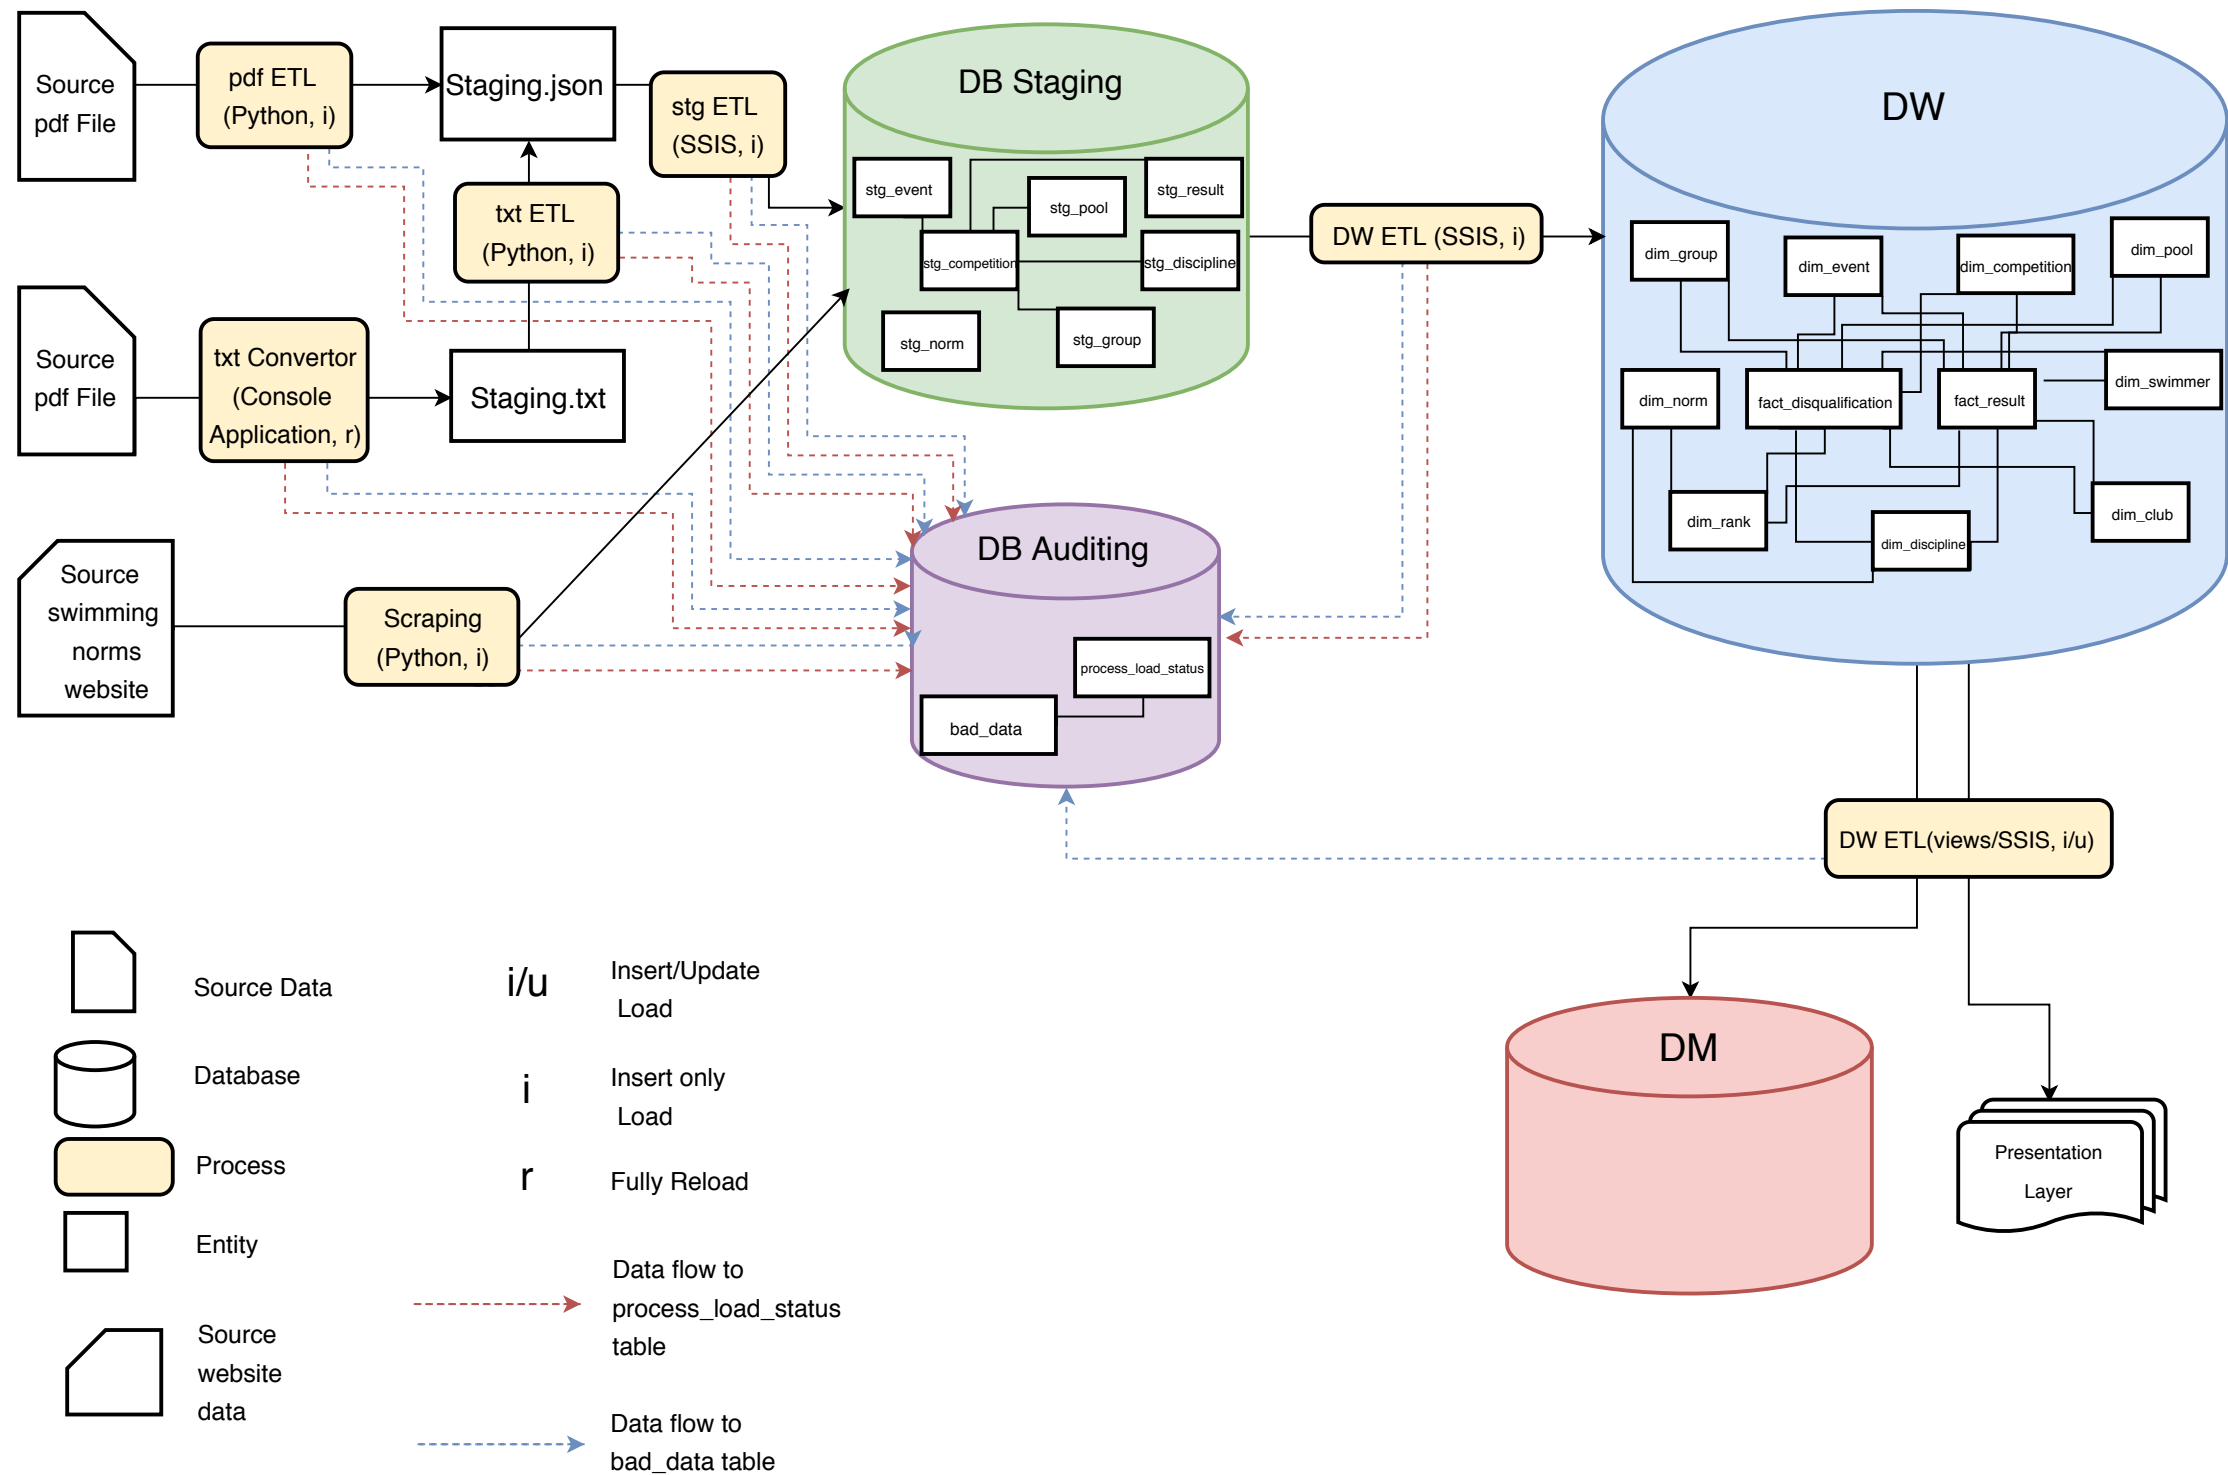 Source
pdf File
pdf ETL
(Python, i)
Staging.json
stg ETL
(SSIS, i)
txt ETL
(Python, i)
Source
pdf File
txt Convertor
(Console
Application, r)
Staging.txt
Source
swimming
norms
website
Scraping
(Python, i)
DB Staging
stg_event
stg_pool
stg_result
stg_competition
stg_discipline
stg_norm
stg_group
DW ETL (SSIS, i)
DB Auditing
process_load_status
bad_data
DW
dim_group
dim_event
dim_competition
dim_pool
dim_norm
fact_disqualification
fact_result
dim_swimmer
dim_rank
dim_discipline
dim_club
DW ETL(views/SSIS, i/u)
DM
Presentation
Layer
Source Data
Database
Process
Entity
Source
website
data
i/u
Insert/Update
Load
i
Insert only
Load
r
Fully Reload
Data flow to
process_load_status
table
Data flow to
bad_data table